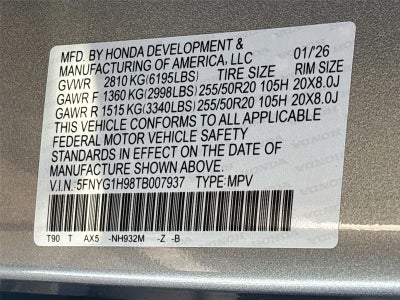 MFD. BY HONDA DEVELOPMENT &
MANUFACTURING OF AMERICA, LLC 01/26
GVWR 2810 KG(6195LBS) TIRE SIZE RIM SIZE
GAWR F 1360 KG(2998LBS) 255/50R20 105H 20X8.0J
GAWR R 1515 KG(3340LBS) 255/50R20 105H 20X8.0J
THIS VEHICLE CONFORMS TO ALL APPLICABLE
FEDERAL MOTOR VEHICLE SAFETY
STANDARDS IN EFFECT ON THE DATE OF
MANUFACTURE SHOWN ABOVE.
V.I.N. 5FNYG1H98TB007937 TYPE: MPV
T90 T AX5 -NH932M -Z -B